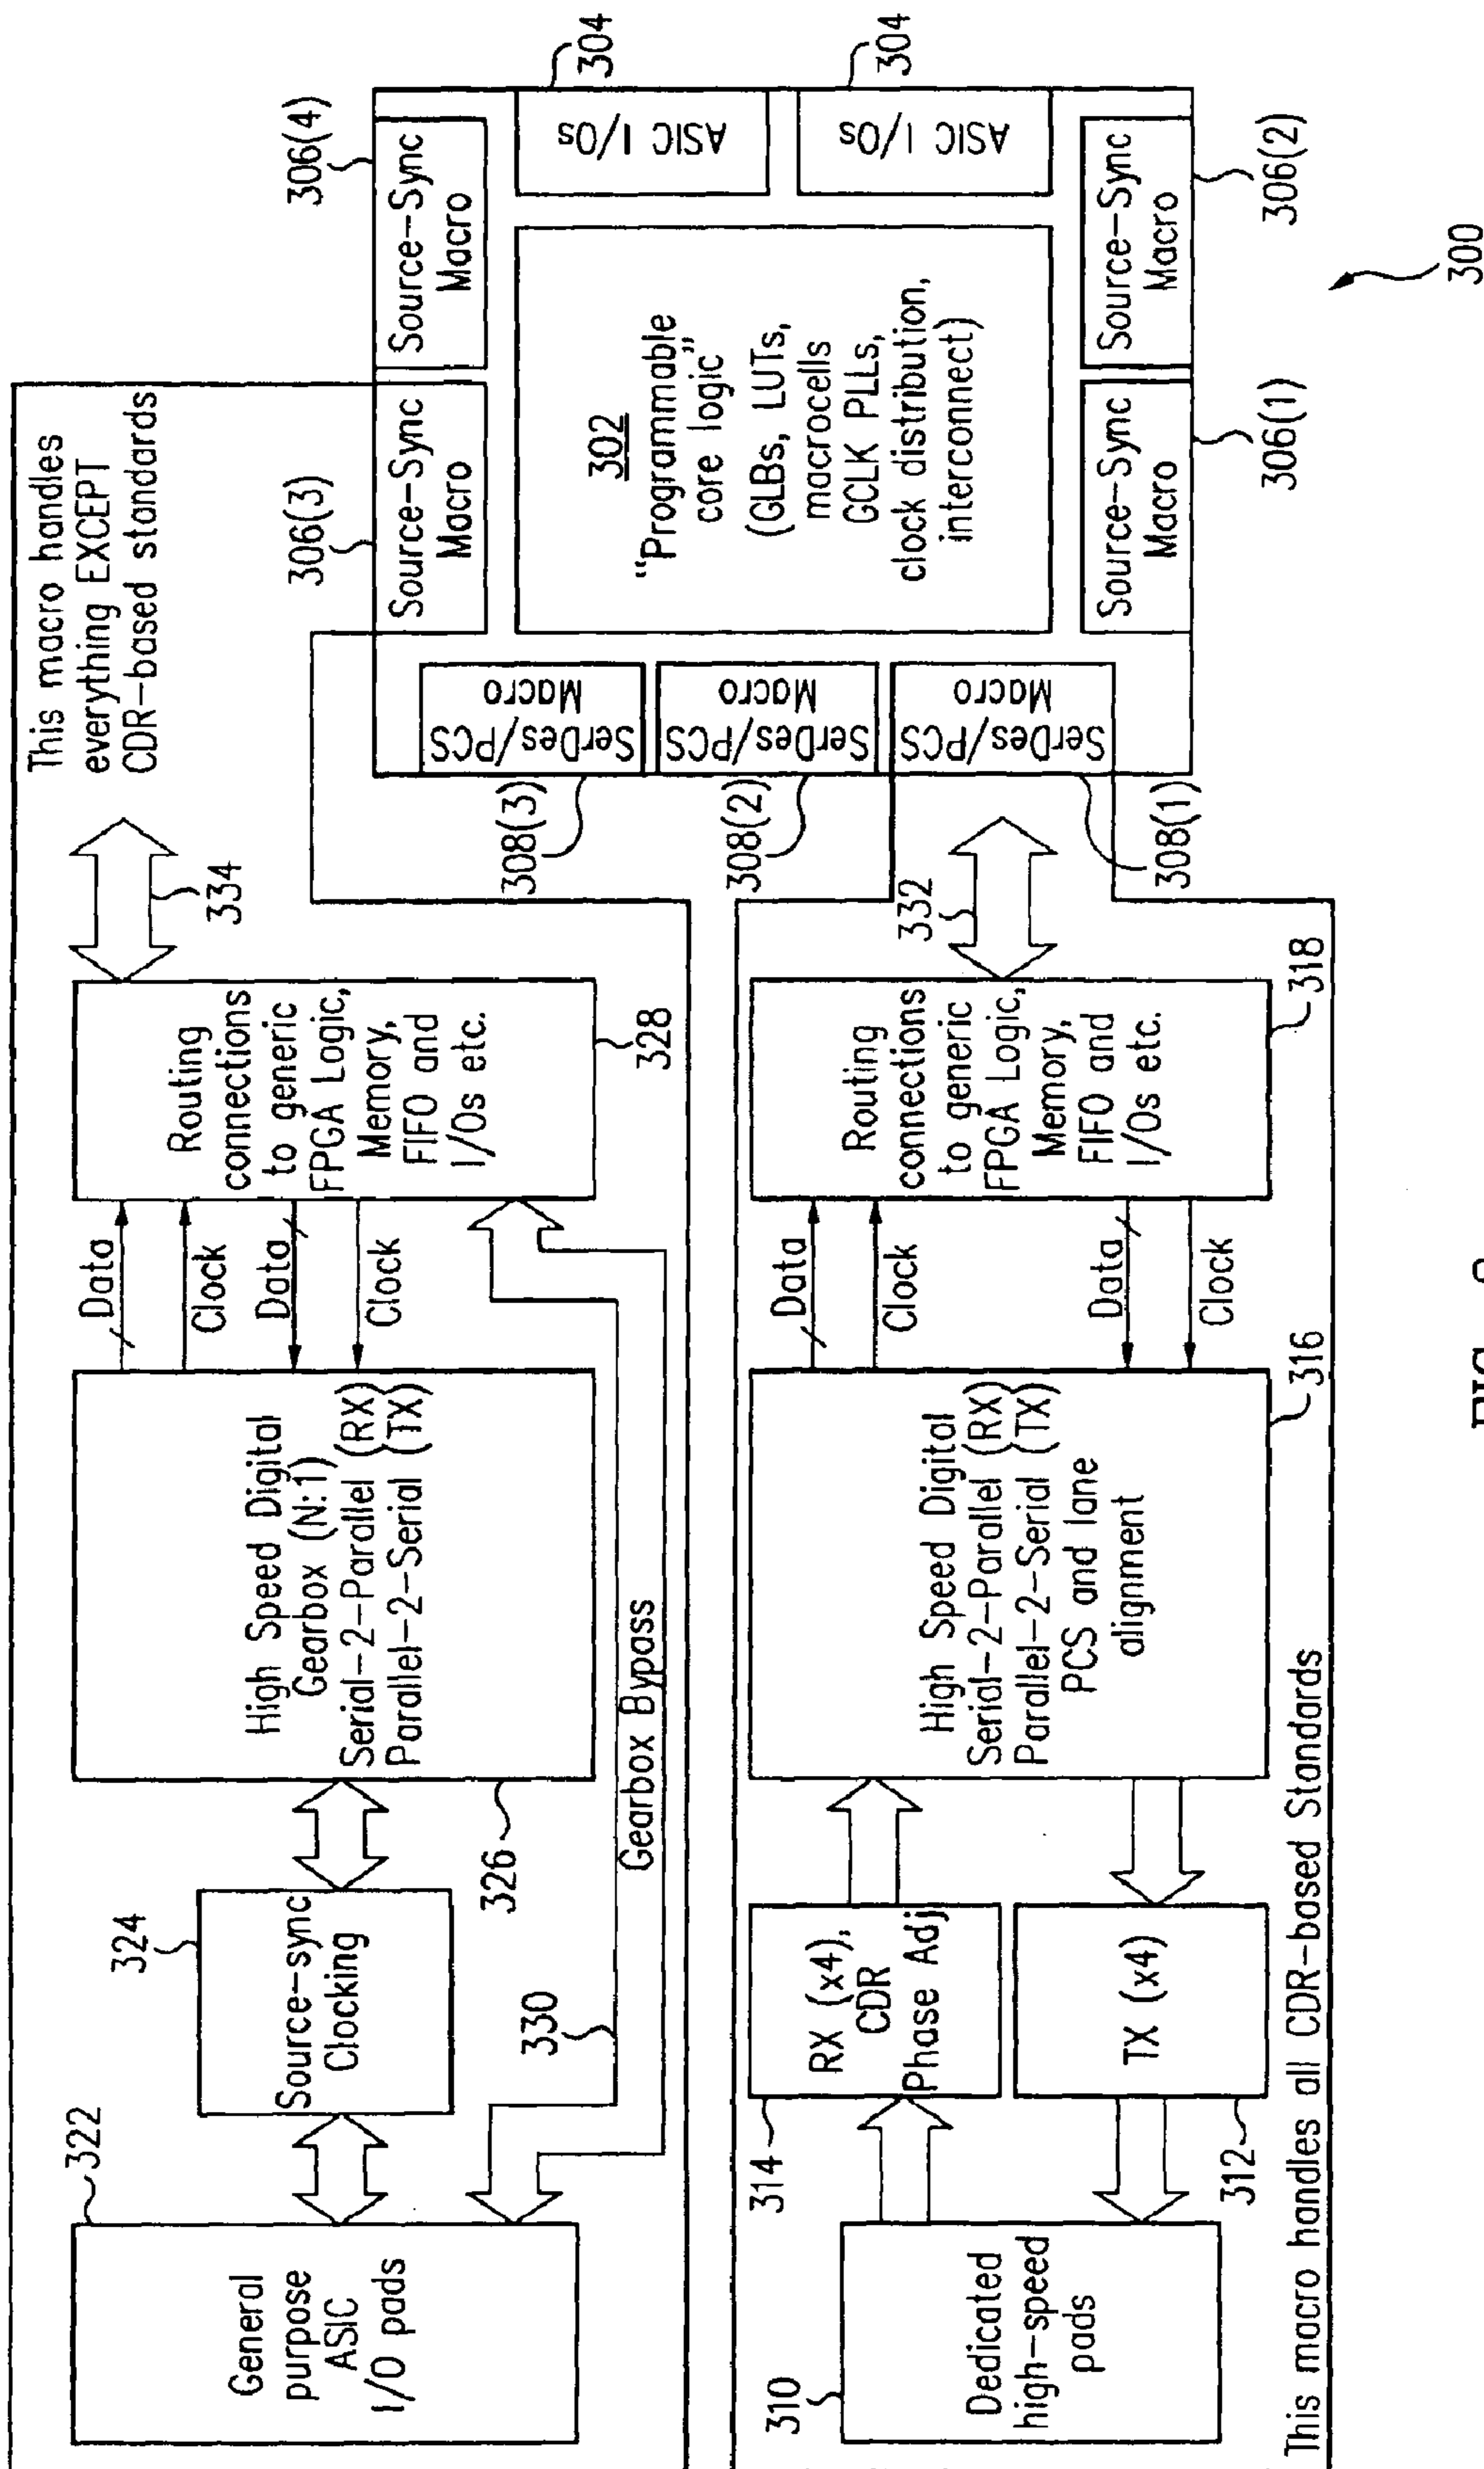 This macro handles
everything EXCEPT
CDR-based standards
322
General
purpose
ASIC
I/O pads
324
Source-sync
Clocking
326
High Speed Digital
Gearbox (N:1)
Serial-2-Parallel (RX)
Parallel-2-Serial (TX)
Data
Clock
Data
Clock
Routing
connections
to generic
FPGA Logic,
Memory,
FIFO and
I/Os etc.
328
334
330
Gearbox Bypass
310
Dedicated
high-speed
pads
314
RX (x4),
CDR
Phase Adj
TX (x4)
312
High Speed Digital
Serial-2-Parallel (RX)
Parallel-2-Serial (TX)
PCS and lane
alignment
316
Data
Clock
Data
Clock
Routing
connections
to generic
FPGA Logic,
Memory,
FIFO and
I/Os etc.
318
332
This macro handles all CDR-based Standards
306(3)
306(4)
Source-Sync
Macro
Source-Sync
Macro
308(3)
SerDes/PCS
Macro
308(2)
SerDes/PCS
Macro
308(1)
SerDes/PCS
Macro
302
"Programmable"
core logic
(GLBs, LUTs,
macrocells
GCLK PLLs,
clock distribution,
interconnect)
ASIC I/Os
304
ASIC I/Os
304
Source-Sync
Macro
Source-Sync
Macro
306(1)
306(2)
300